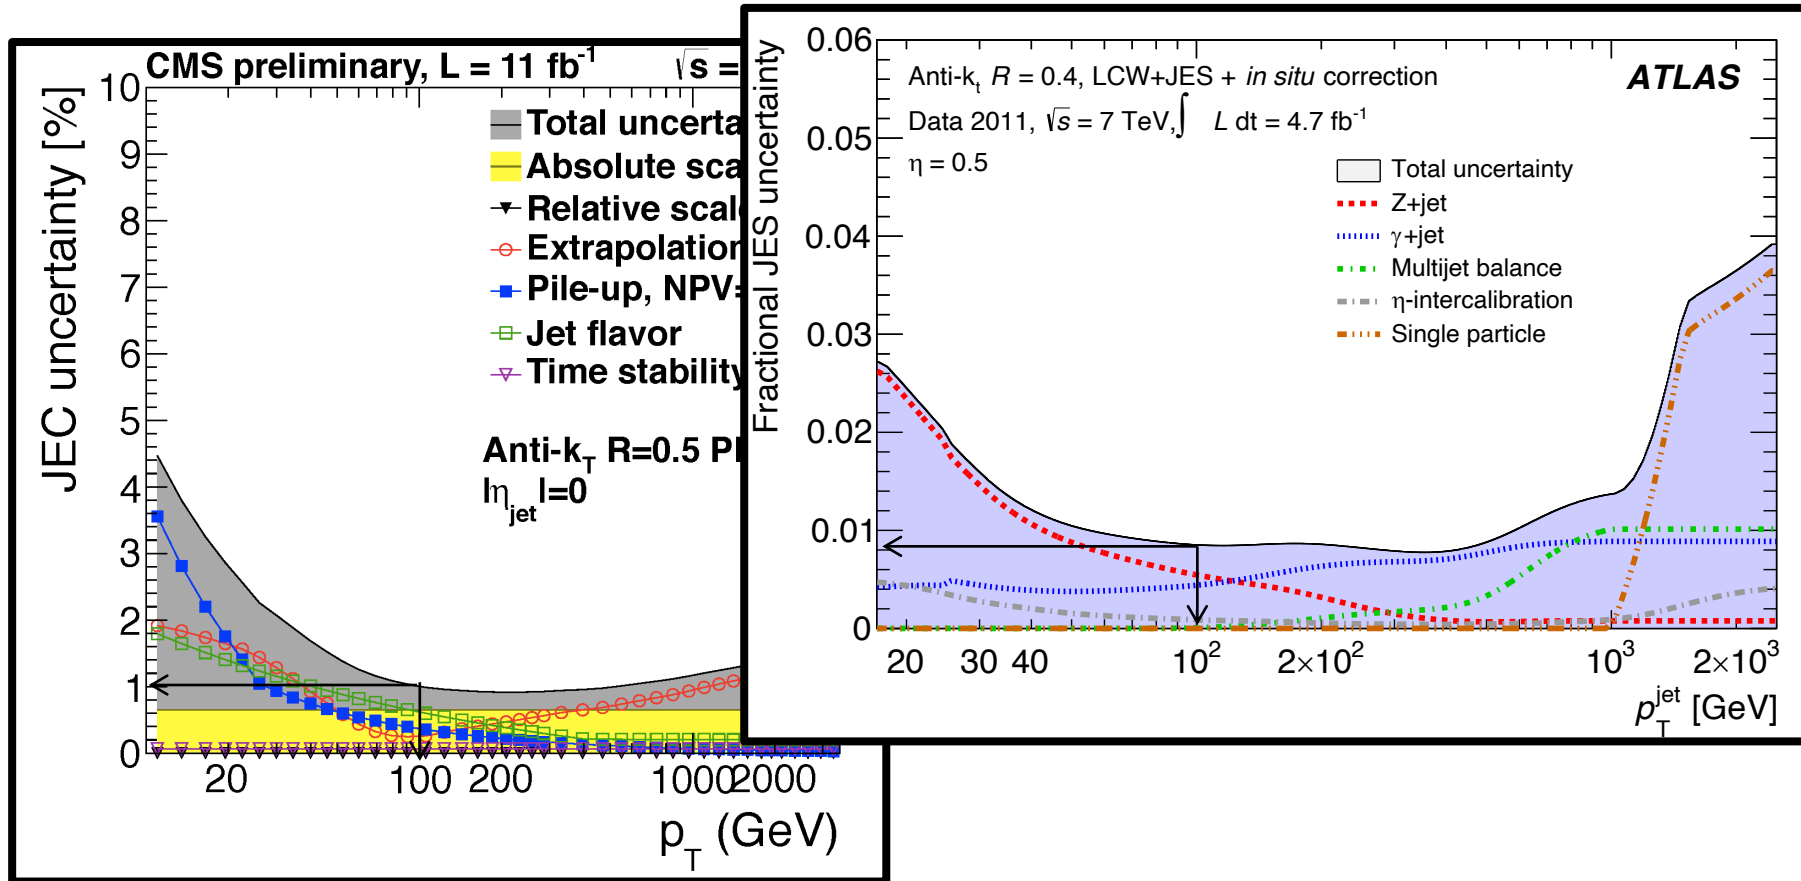 CMS preliminary, L = 11 fb-1 √s =
JEC uncertainty [%]
10
9
8
7
6
5
4
3
2
1
0
Total uncerta
Absolute sca
Relative scal
Extrapolation
Pile-up, NPV=
Jet flavor
Time stability
Anti-kT R=0.5 P
|ηjet|=0
20 100 200 1000 2000
pT (GeV)
Fractional JES uncertainty
0.06
0.05
0.04
0.03
0.02
0.01
0
Anti-kt R = 0.4, LCW+JES + in situ correction
ATLAS
Data 2011, √s = 7 TeV, ∫ L dt = 4.7 fb-1
η = 0.5
Total uncertainty
Z+jet
γ+jet
Multijet balance
η-intercalibration
Single particle
20 30 40 10² 2×10² 10³ 2×10³
pTjet [GeV]